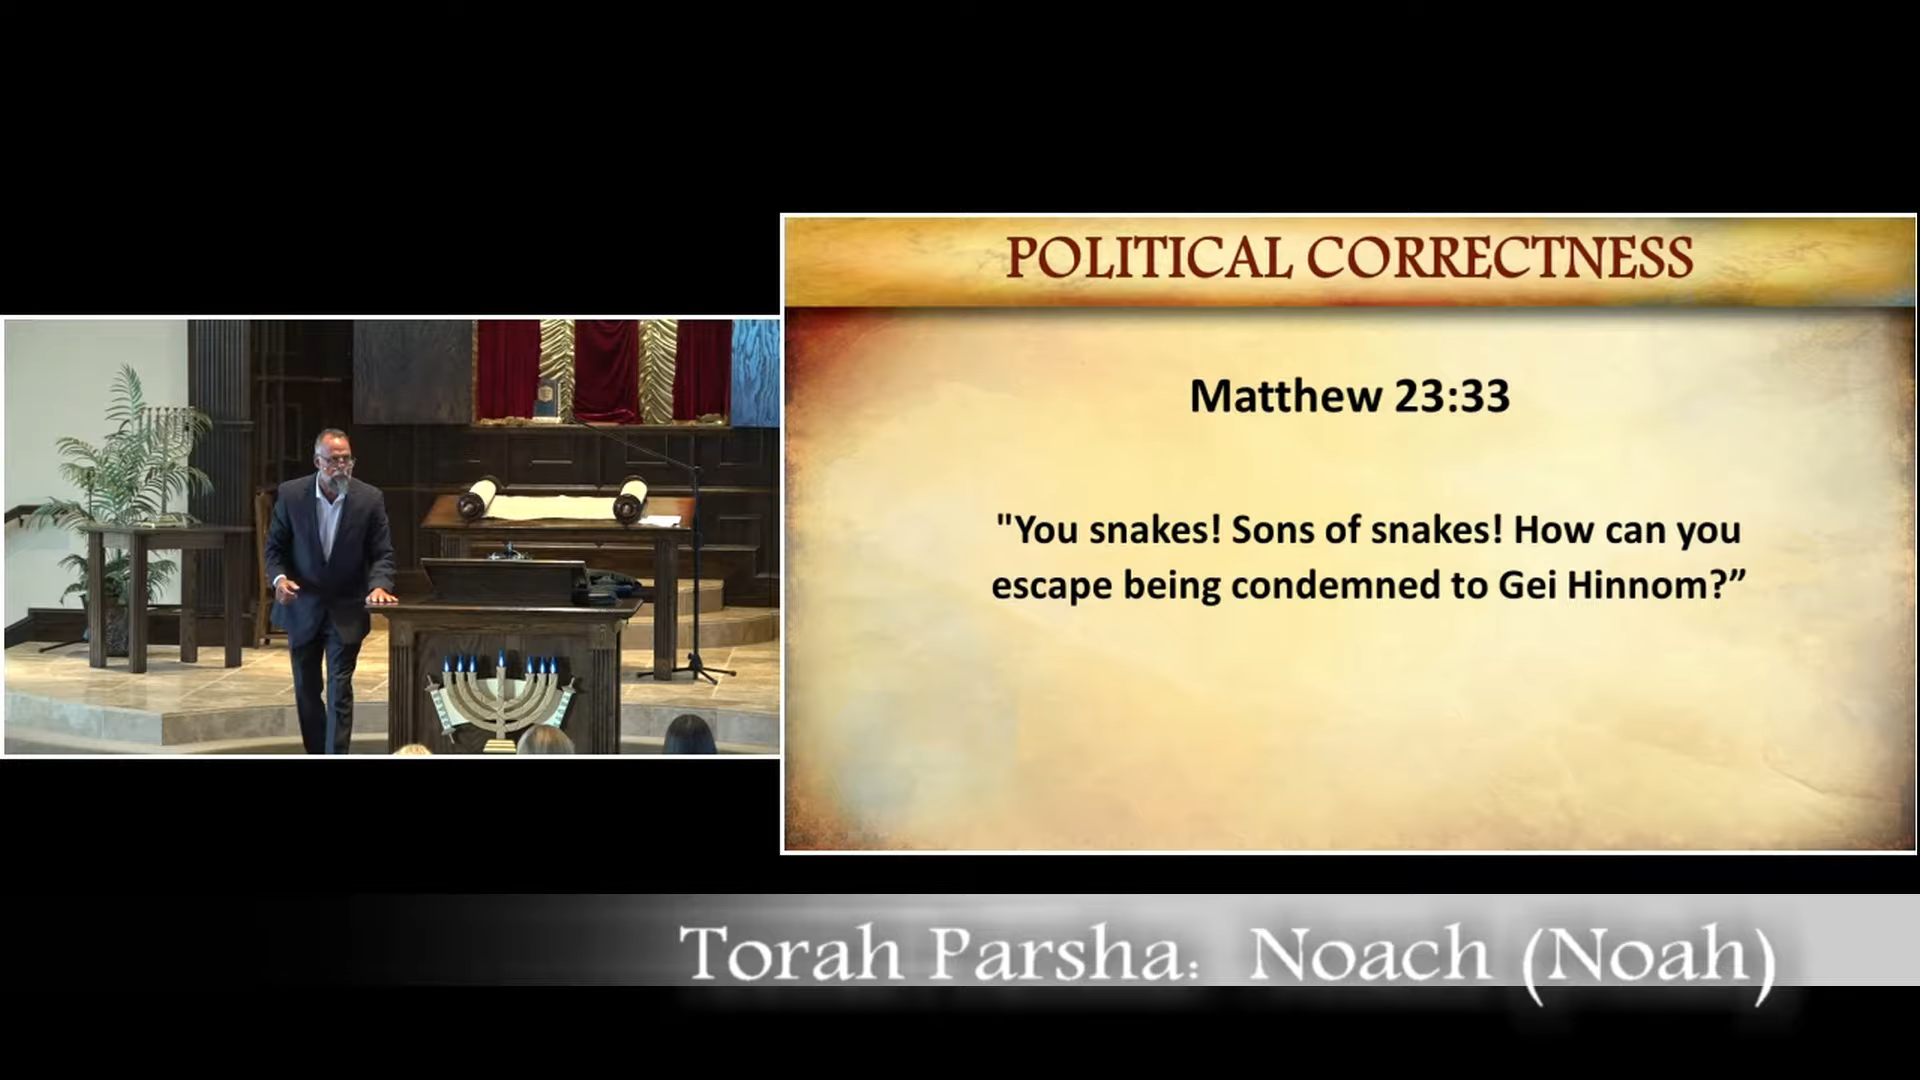 POLITICAL CORRECTNESS
Matthew 23:33
"You snakes! Sons of snakes! How can you
escape being condemned to Gei Hinnom?”
Torah Parsha: Noach (Noah)